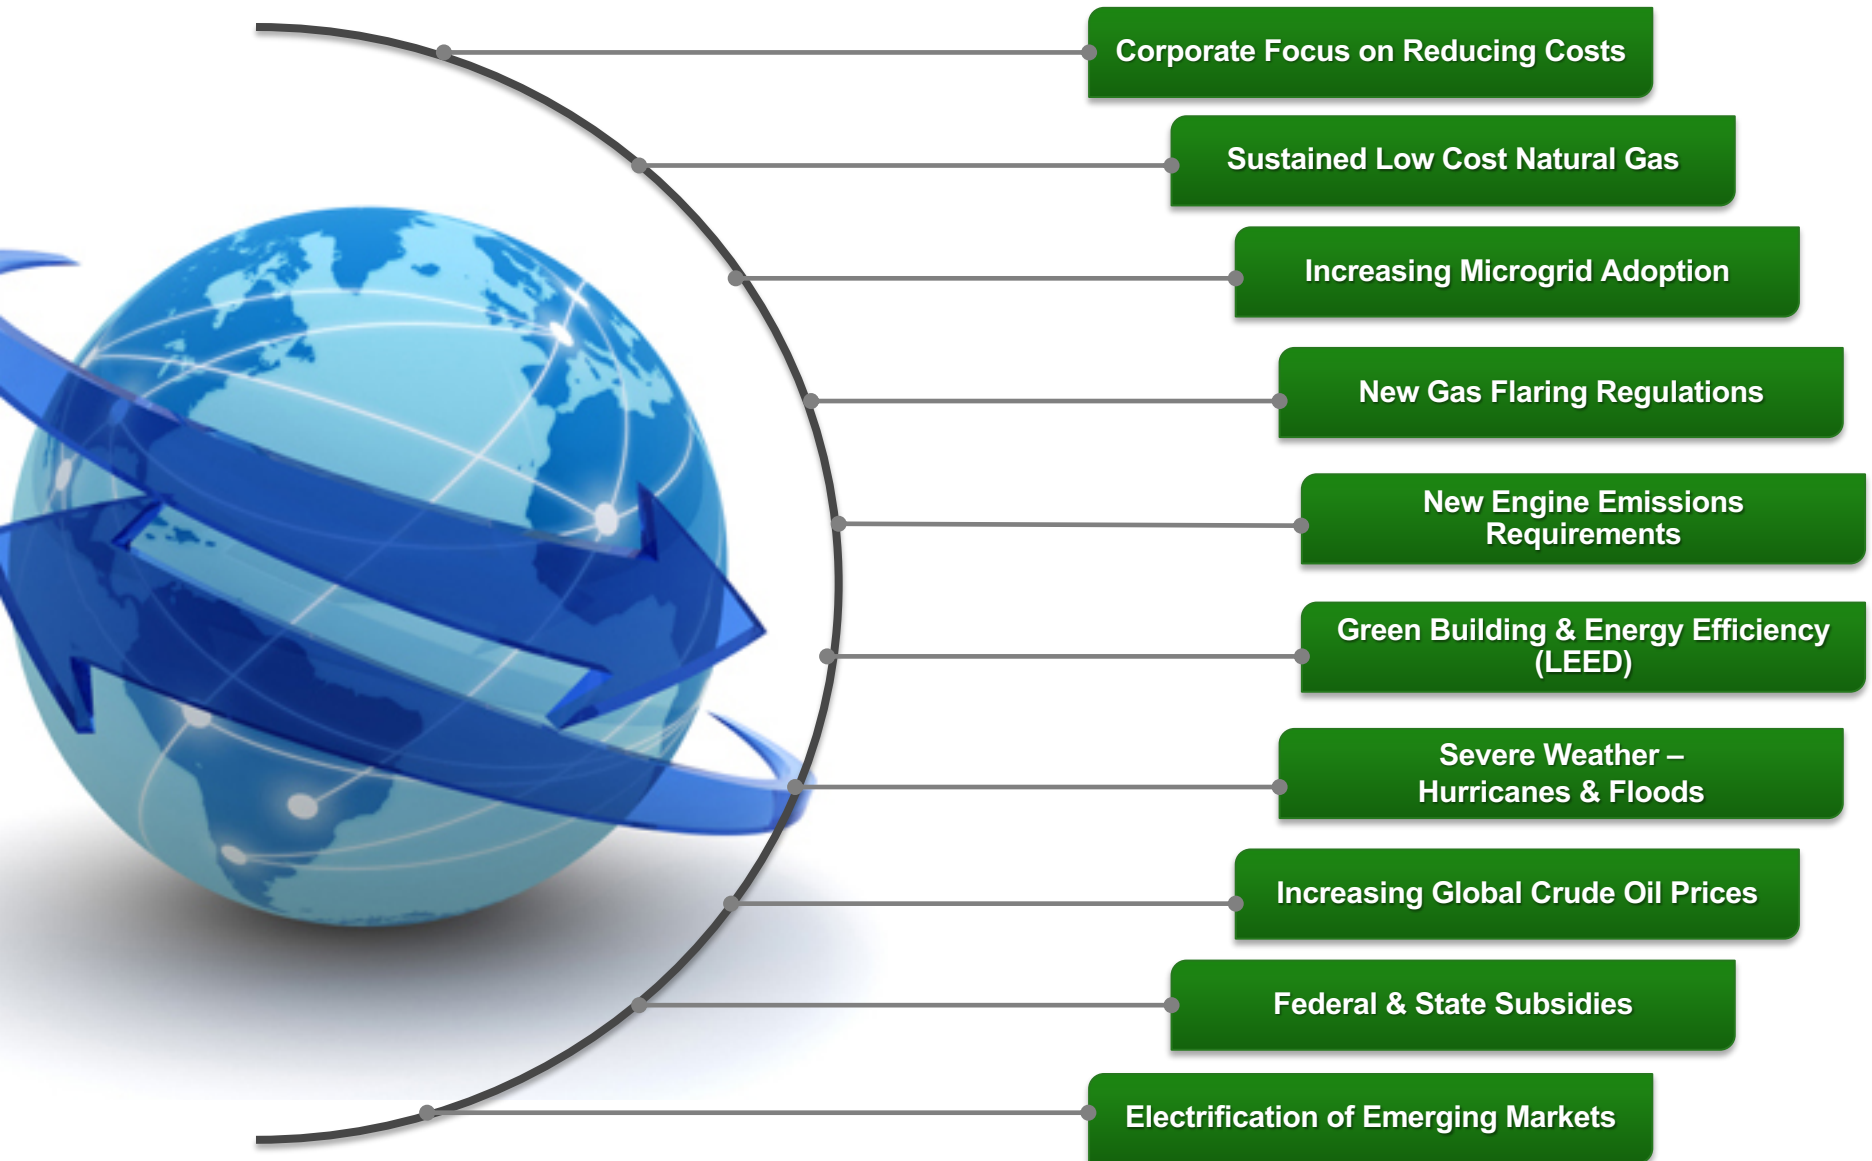 Corporate Focus on Reducing Costs
Sustained Low Cost Natural Gas
Increasing Microgrid Adoption
New Gas Flaring Regulations
New Engine Emissions
Requirements
Green Building & Energy Efficiency
(LEED)
Severe Weather –
Hurricanes & Floods
Increasing Global Crude Oil Prices
Federal & State Subsidies
Electrification of Emerging Markets